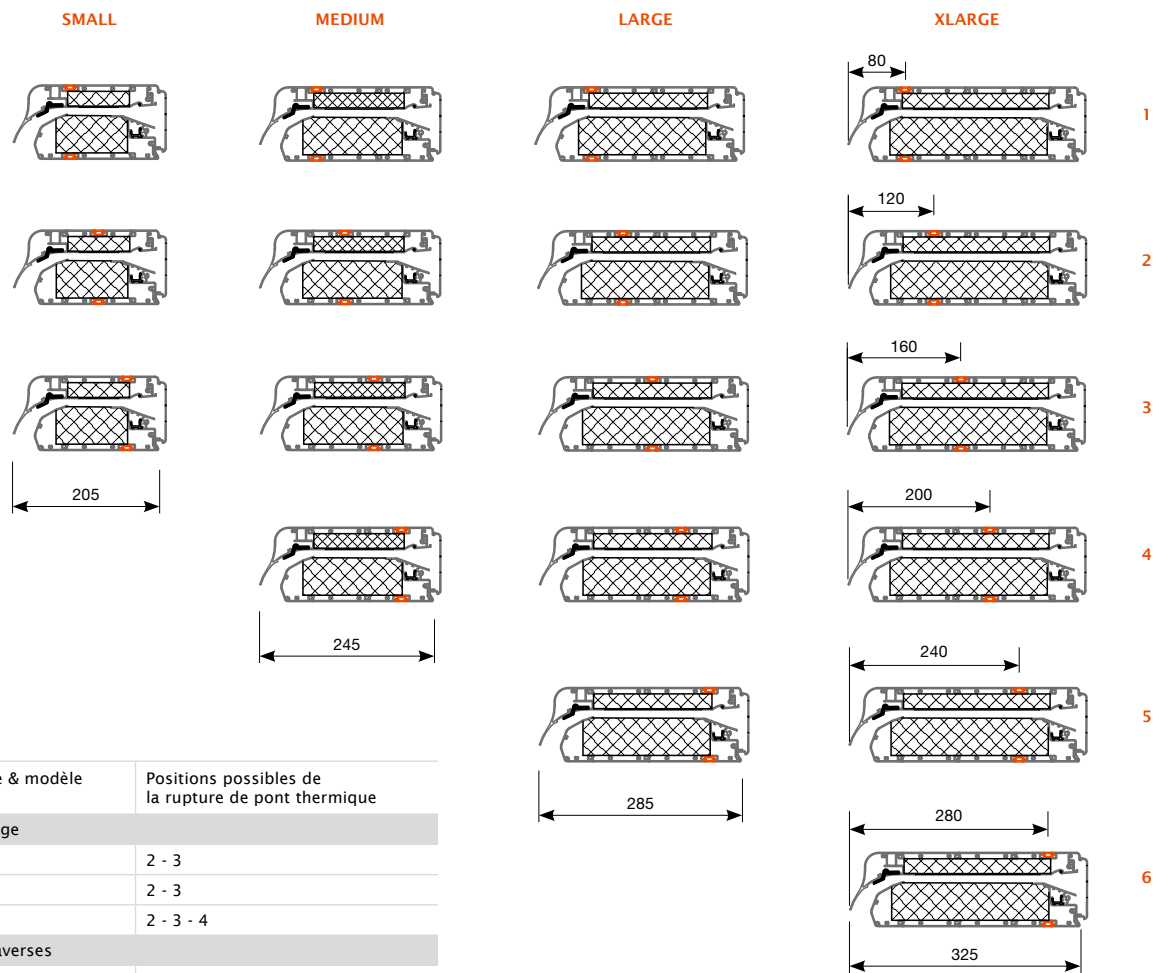 SMALL MEDIUM LARGE XLARGE
80
1
120
2
160
3
205
200
4
245
240
5
285
280
6
325
& modèle
Positions possibles de
la rupture de pont thermique
2 - 3
2 - 3
2 - 3 - 4